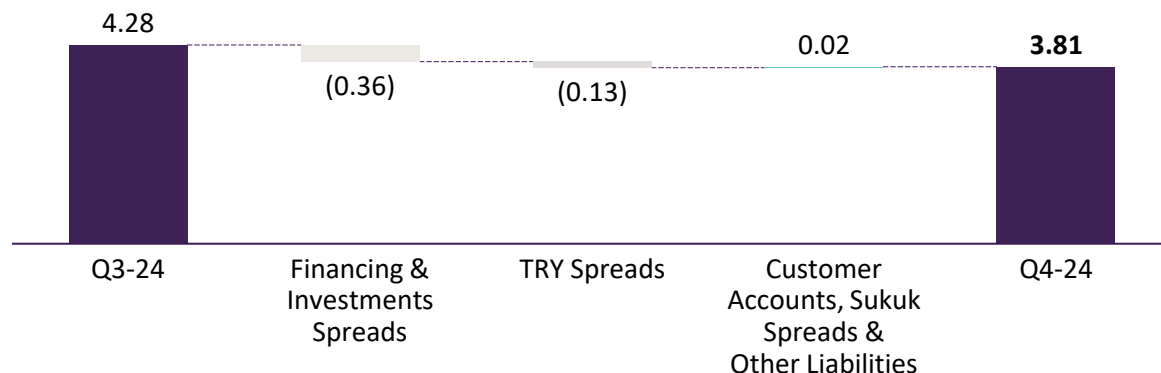 4.28
(0.36)
(0.13)
0.02
3.81
Q3-24
Financing &
Investments
Spreads
TRY Spreads
Customer
Accounts, Sukuk
Spreads &
Other Liabilities
Q4-24